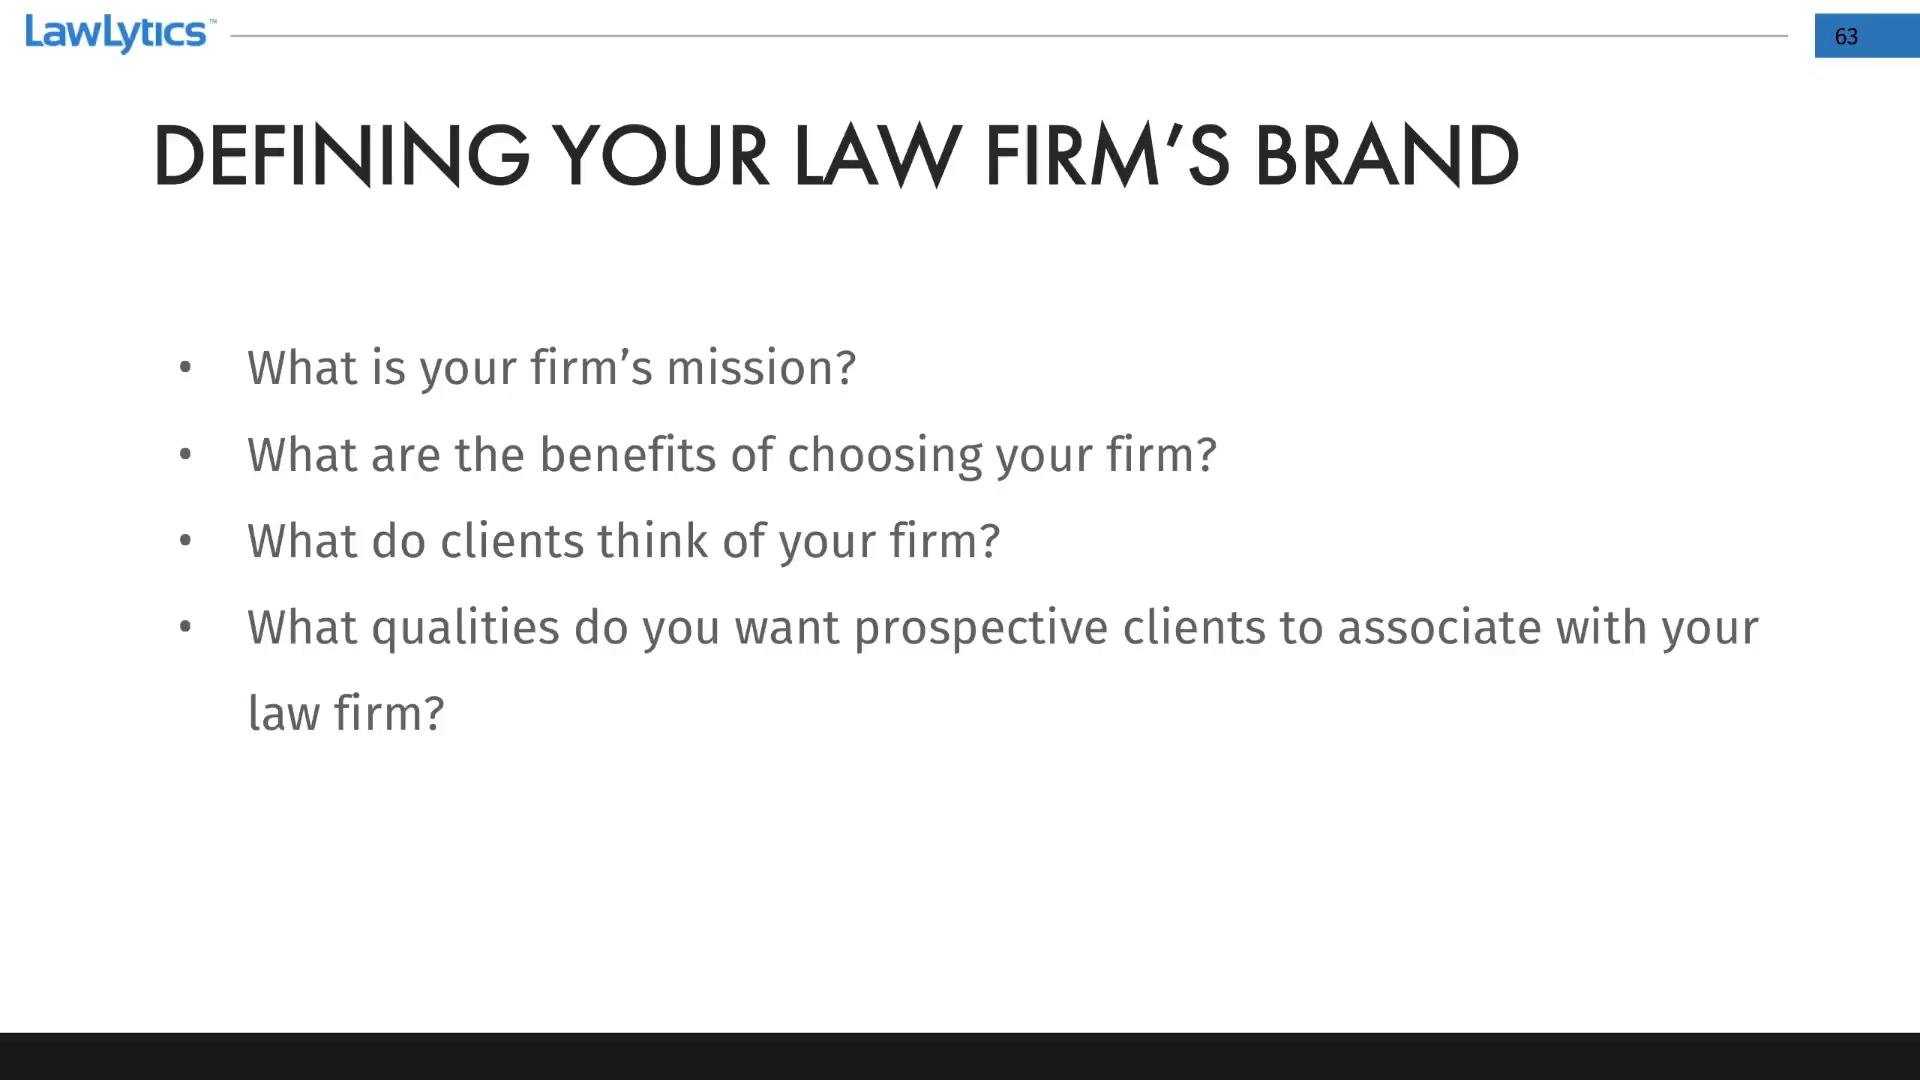 LawLytics™
63
DEFINING YOUR LAW FIRM’S BRAND
• What is your firm’s mission?
• What are the benefits of choosing your firm?
• What do clients think of your firm?
• What qualities do you want prospective clients to associate with your
law firm?